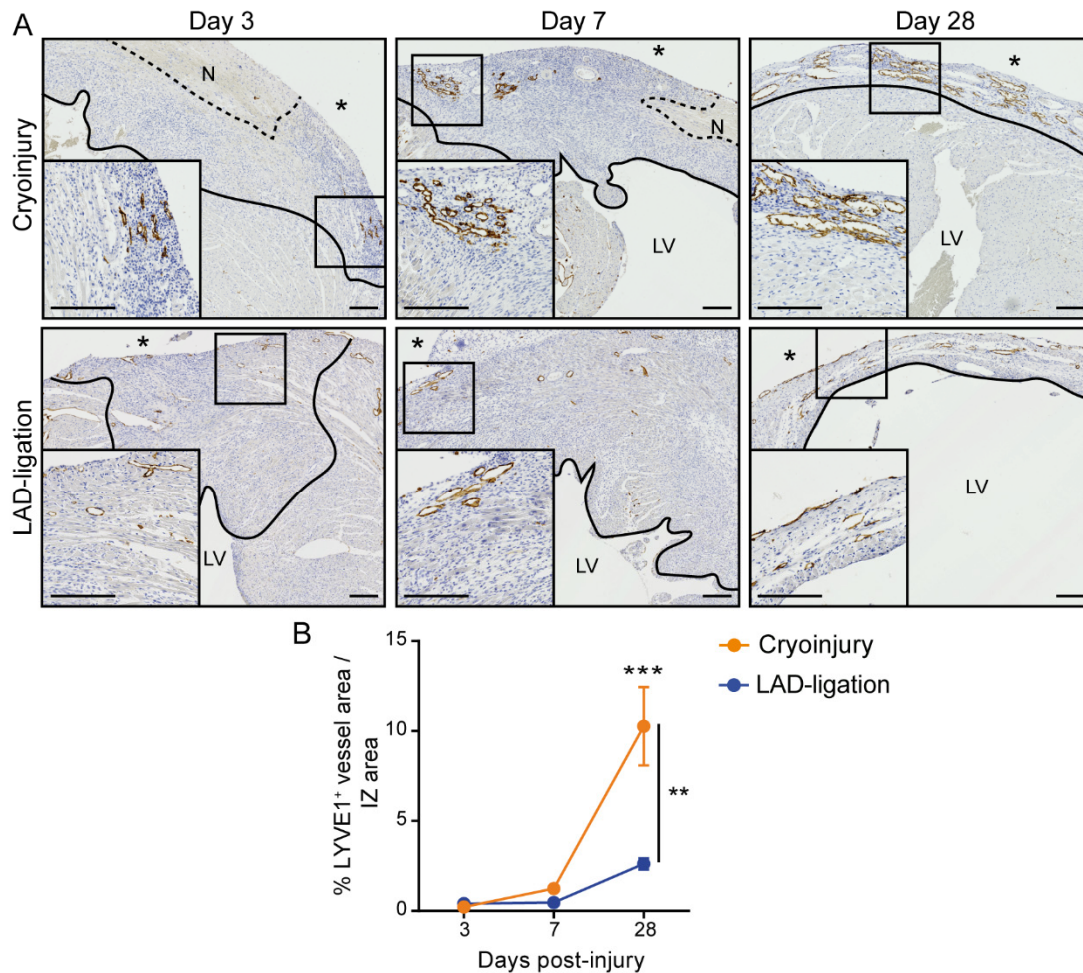 A
Day 3
Day 7
Day 28
Cryoinjury
N
*
*
N
LV
*
LV
LAD-ligation
*
LV
*
LV
*
LV
B
% LYVE1⁺ vessel area /
IZ area
15
10
5
0
***
**
3
7
28
Days post-injury
Cryoinjury
LAD-ligation